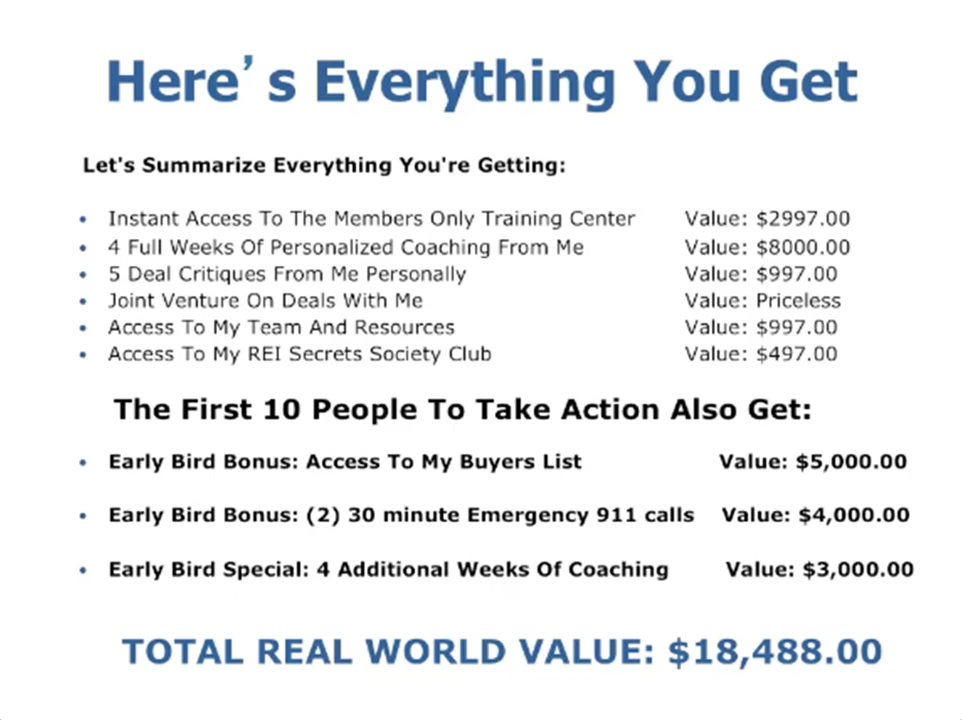 Here's Everything You Get
Let's Summarize Everything You're Getting:
• Instant Access To The Members Only Training Center Value: $2997.00
• 4 Full Weeks Of Personalized Coaching From Me Value: $8000.00
• 5 Deal Critiques From Me Personally Value: $997.00
• Joint Venture On Deals With Me Value: Priceless
• Access To My Team And Resources Value: $997.00
• Access To My REI Secrets Society Club Value: $497.00
The First 10 People To Take Action Also Get:
• Early Bird Bonus: Access To My Buyers List Value: $5,000.00
• Early Bird Bonus: (2) 30 minute Emergency 911 calls Value: $4,000.00
• Early Bird Special: 4 Additional Weeks Of Coaching Value: $3,000.00
TOTAL REAL WORLD VALUE: $18,488.00